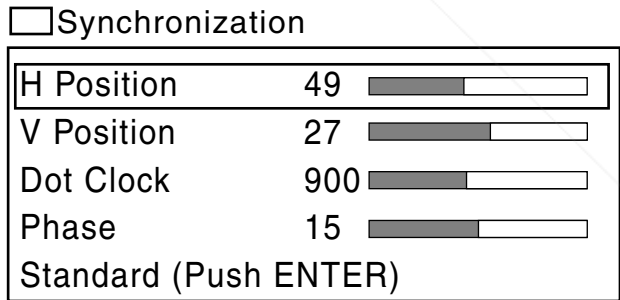 Synchronization
H Position 49
V Position 27
Dot Clock 900
Phase 15
Standard (Push ENTER)